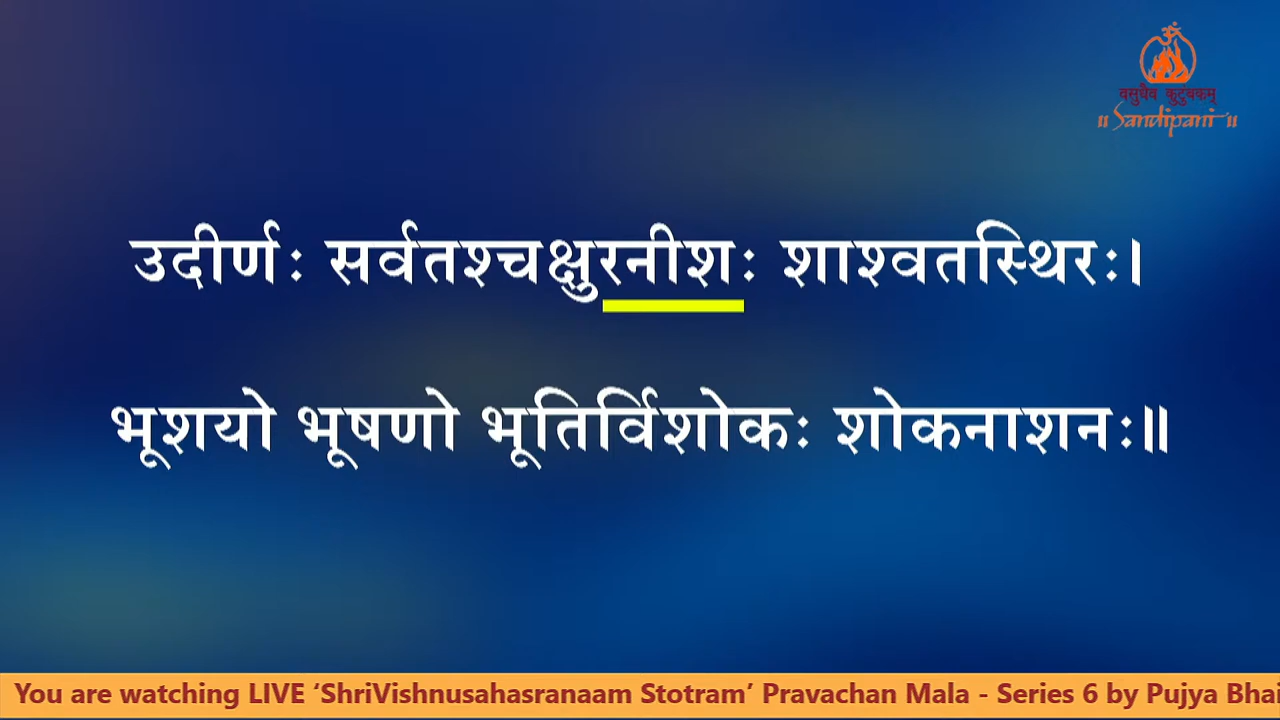 ॐ
वसुधैव कुटुंबकम्
॥ Sandipani ॥
उदीर्णः सर्वतश्चक्षुरनीशः शाश्वतस्थिरः।
भूशयो भूषणो भूतिर्विशोकः शोकनाशनः॥
You are watching LIVE ‘ShriVishnusahasranaam Stotram’ Pravachan Mala - Series 6 by Pujya Bhai